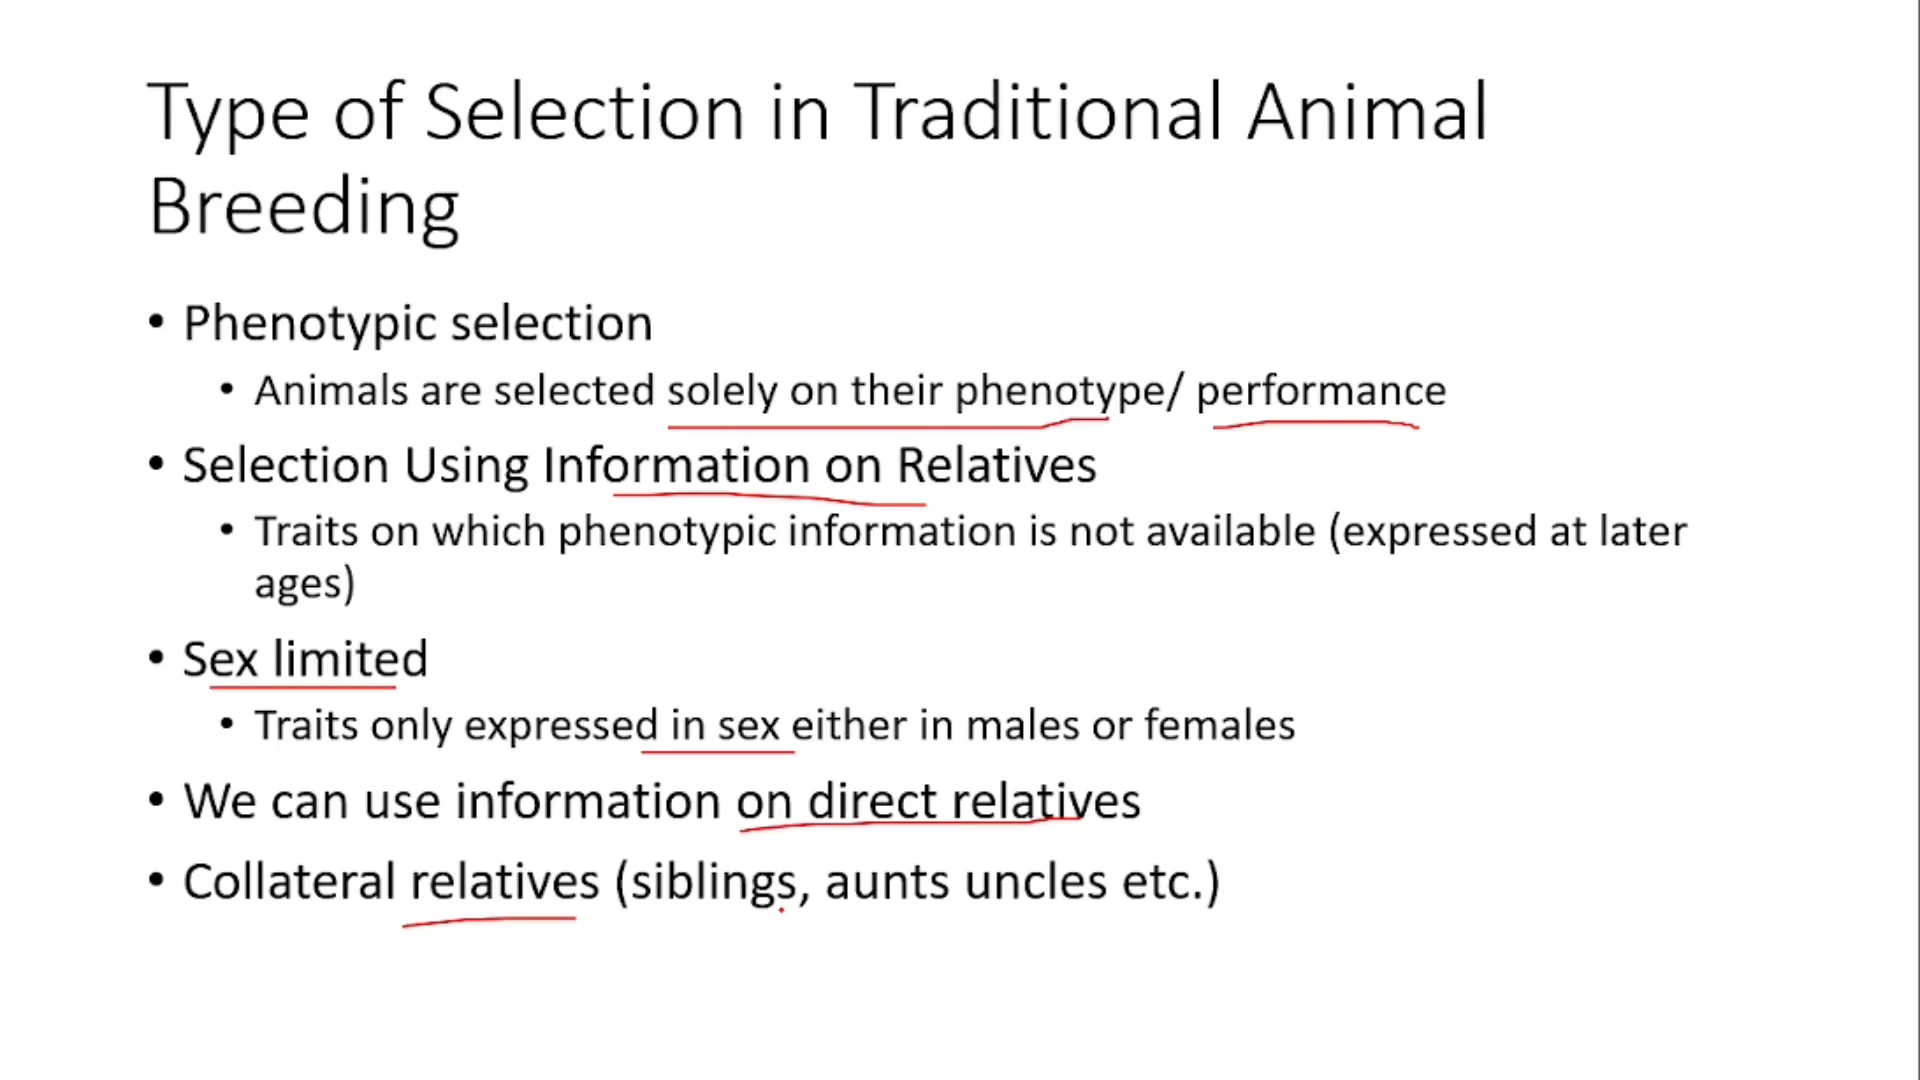 Type of Selection in Traditional Animal
Breeding
• Phenotypic selection
• Animals are selected solely on their phenotype/ performance
• Selection Using Information on Relatives
• Traits on which phenotypic information is not available (expressed at later
ages)
• Sex limited
• Traits only expressed in sex either in males or females
• We can use information on direct relatives
• Collateral relatives (siblings, aunts uncles etc.)